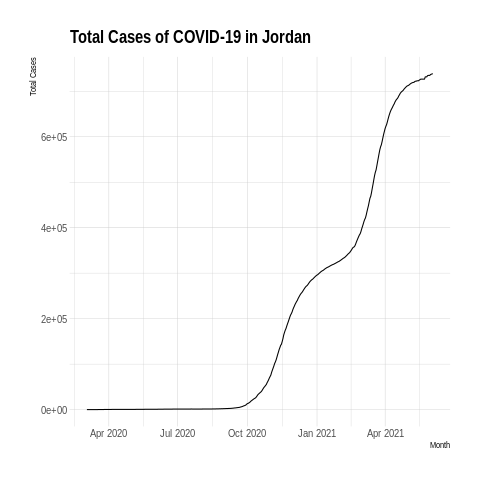 Total Cases of COVID-19 in Jordan
Total Cases
6e+05
4e+05
2e+05
0e+00
Apr 2020 Jul 2020 Oct 2020 Jan 2021 Apr 2021
Month